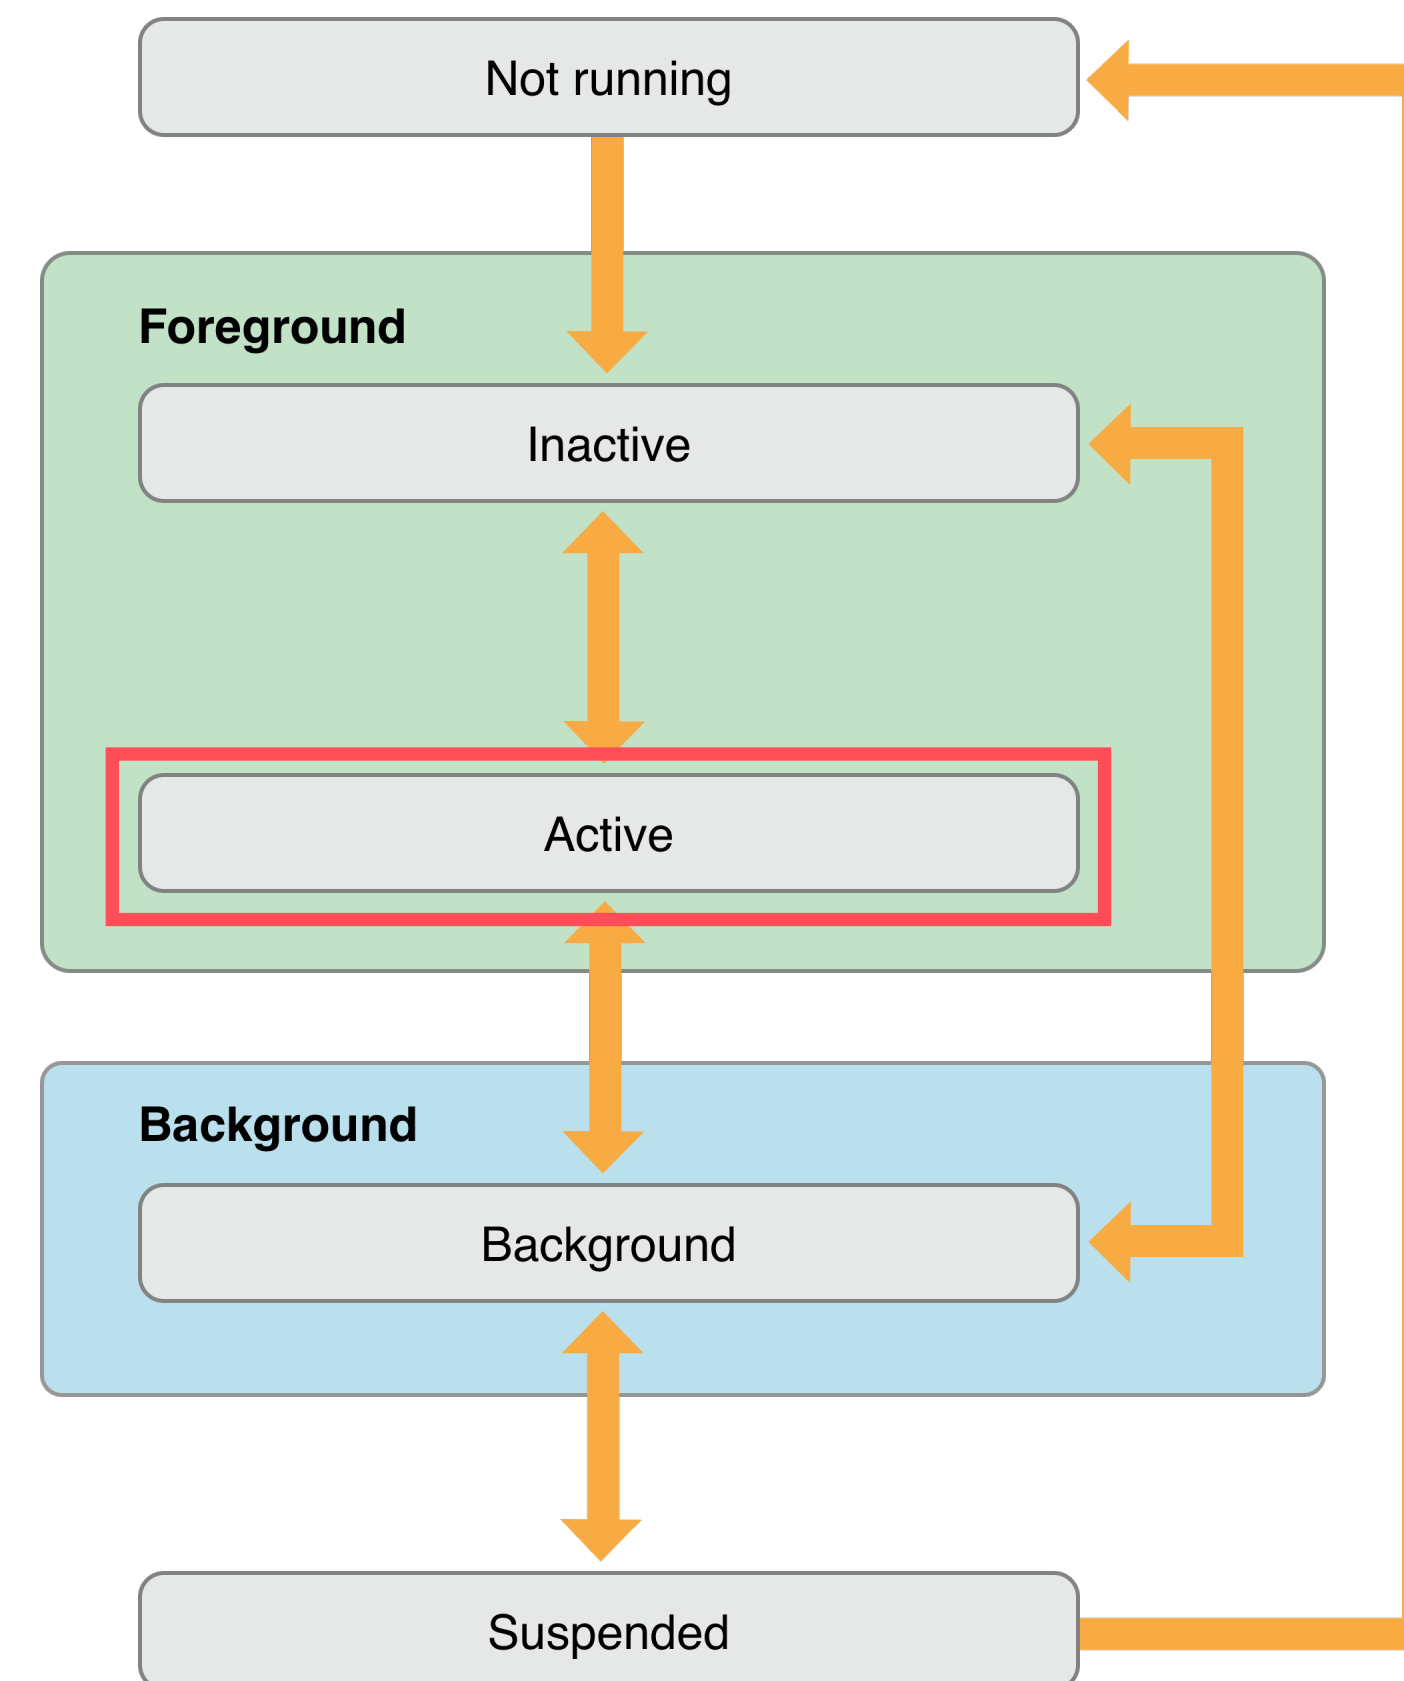 Not running
Foreground
Inactive
Active
Background
Background
Suspended